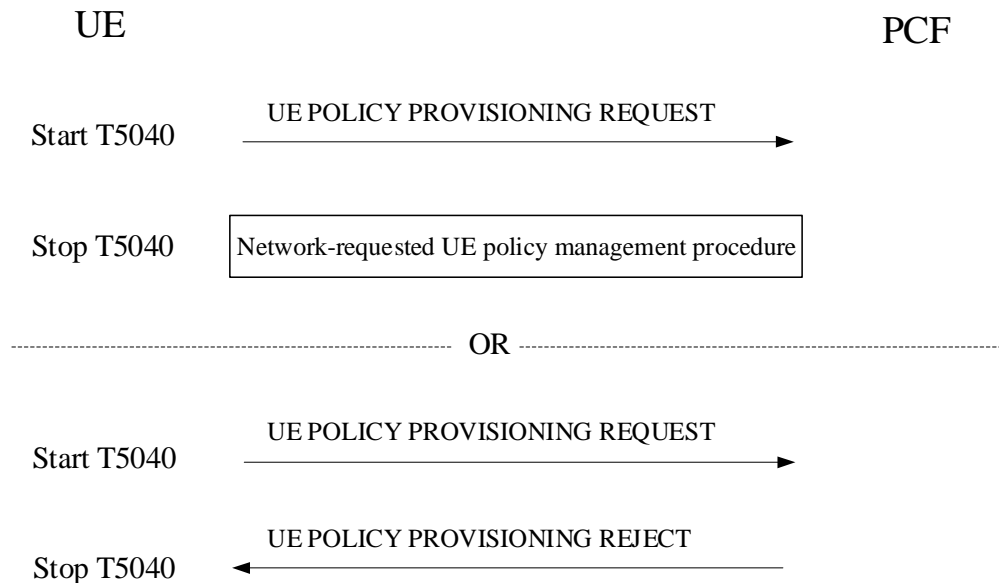 UE PCF
Start T5040 UE POLICY PROVISIONING REQUEST
Stop T5040 Network-requested UE policy management procedure
OR
Start T5040 UE POLICY PROVISIONING REQUEST
Stop T5040 UE POLICY PROVISIONING REJECT